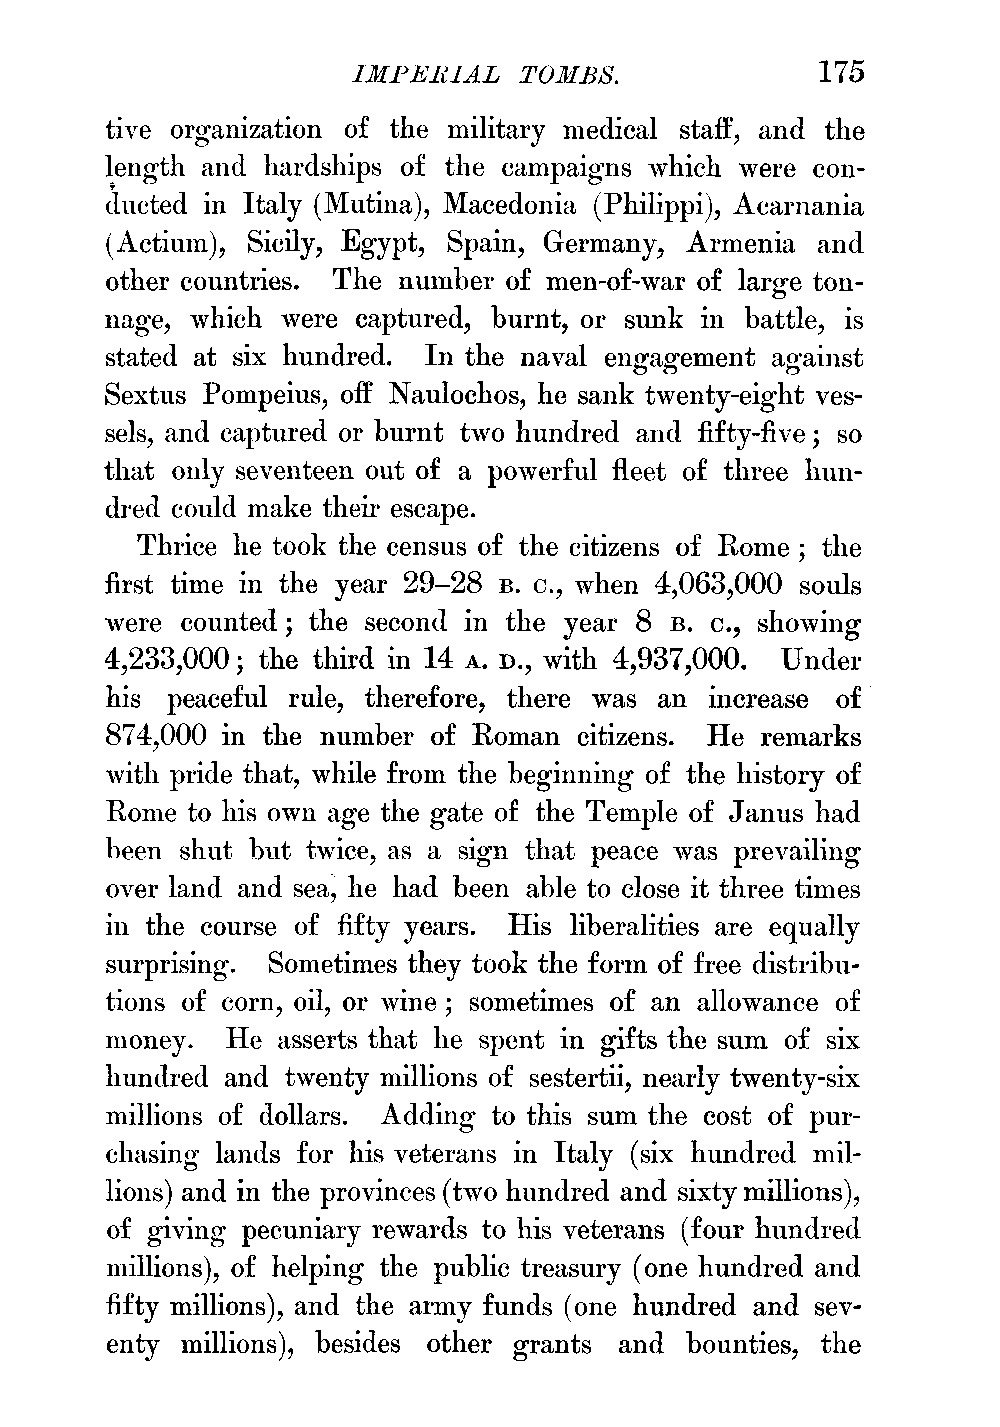 IMPERIAL TOMBS. 175
tive organization of the military medical staff, and the
length and hardships of the campaigns which were con-
ducted in Italy (Mutina), Macedonia (Philippi), Acarnania
(Actium), Sicily, Egypt, Spain, Germany, Armenia and
other countries. The number of men-of-war of large ton-
nage, which were captured, burnt, or sunk in battle, is
stated at six hundred. In the naval engagement against
Sextus Pompeius, off Naulochos, he sank twenty-eight ves-
sels, and captured or burnt two hundred and fifty-five; so
that only seventeen out of a powerful fleet of three hun-
dred could make their escape.
Thrice he took the census of the citizens of Rome; the
first time in the year 29–28 B. C., when 4,063,000 souls
were counted; the second in the year 8 B. C., showing
4,233,000; the third in 14 A. D., with 4,937,000. Under
his peaceful rule, therefore, there was an increase of
874,000 in the number of Roman citizens. He remarks
with pride that, while from the beginning of the history of
Rome to his own age the gate of the Temple of Janus had
been shut but twice, as a sign that peace was prevailing
over land and sea, he had been able to close it three times
in the course of fifty years. His liberalities are equally
surprising. Sometimes they took the form of free distribu-
tions of corn, oil, or wine; sometimes of an allowance of
money. He asserts that he spent in gifts the sum of six
hundred and twenty millions of sestertii, nearly twenty-six
millions of dollars. Adding to this sum the cost of pur-
chasing lands for his veterans in Italy (six hundred mil-
lions) and in the provinces (two hundred and sixty millions),
of giving pecuniary rewards to his veterans (four hundred
millions), of helping the public treasury (one hundred and
fifty millions), and the army funds (one hundred and sev-
enty millions), besides other grants and bounties, the